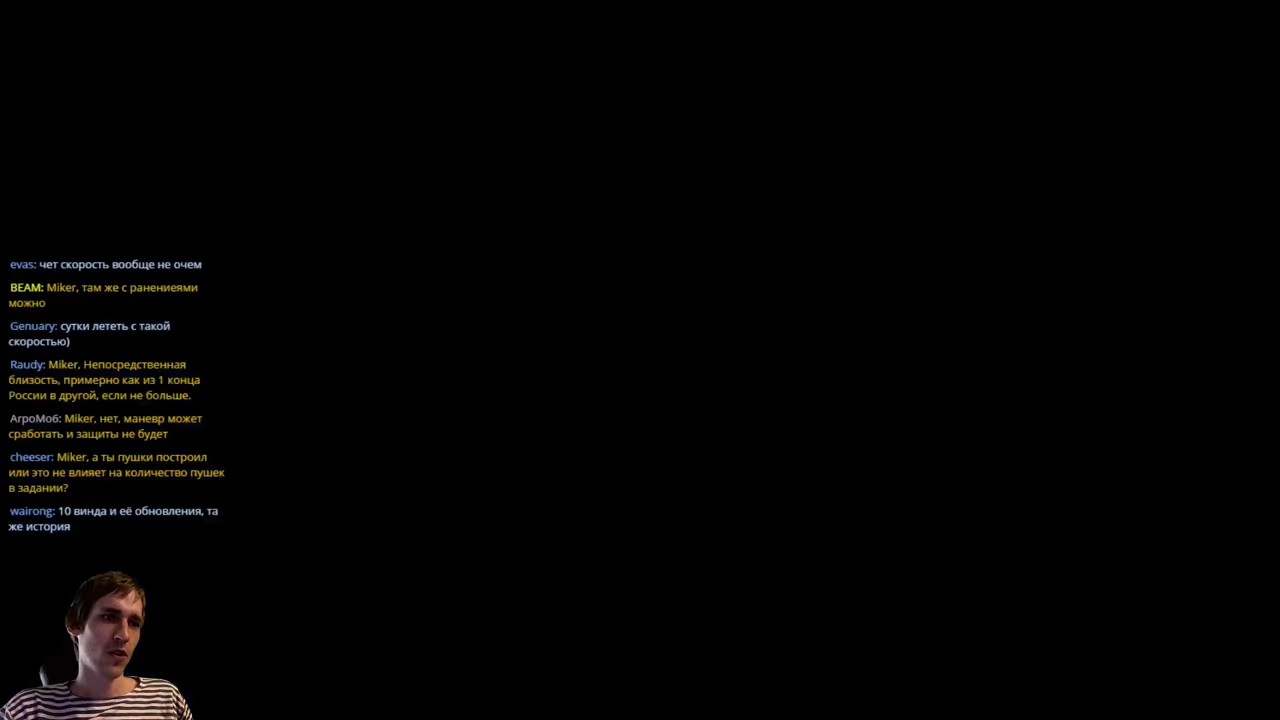 evas: чет скорость вообще не очем
BEAM: Miker, там же с ранениеями
можно
Genuary: сутки лететь с такой
скоростью)
Raudy: Miker, Непосредственная
близость, примерно как из 1 конца
России в другой, если не больше.
АгроМоб: Miker, нет, маневр может
сработать и защиты не будет
cheeser: Miker, а ты пушки построил
или это не влияет на количество пушек
в задании?
wairong: 10 винда и её обновления, та
же история